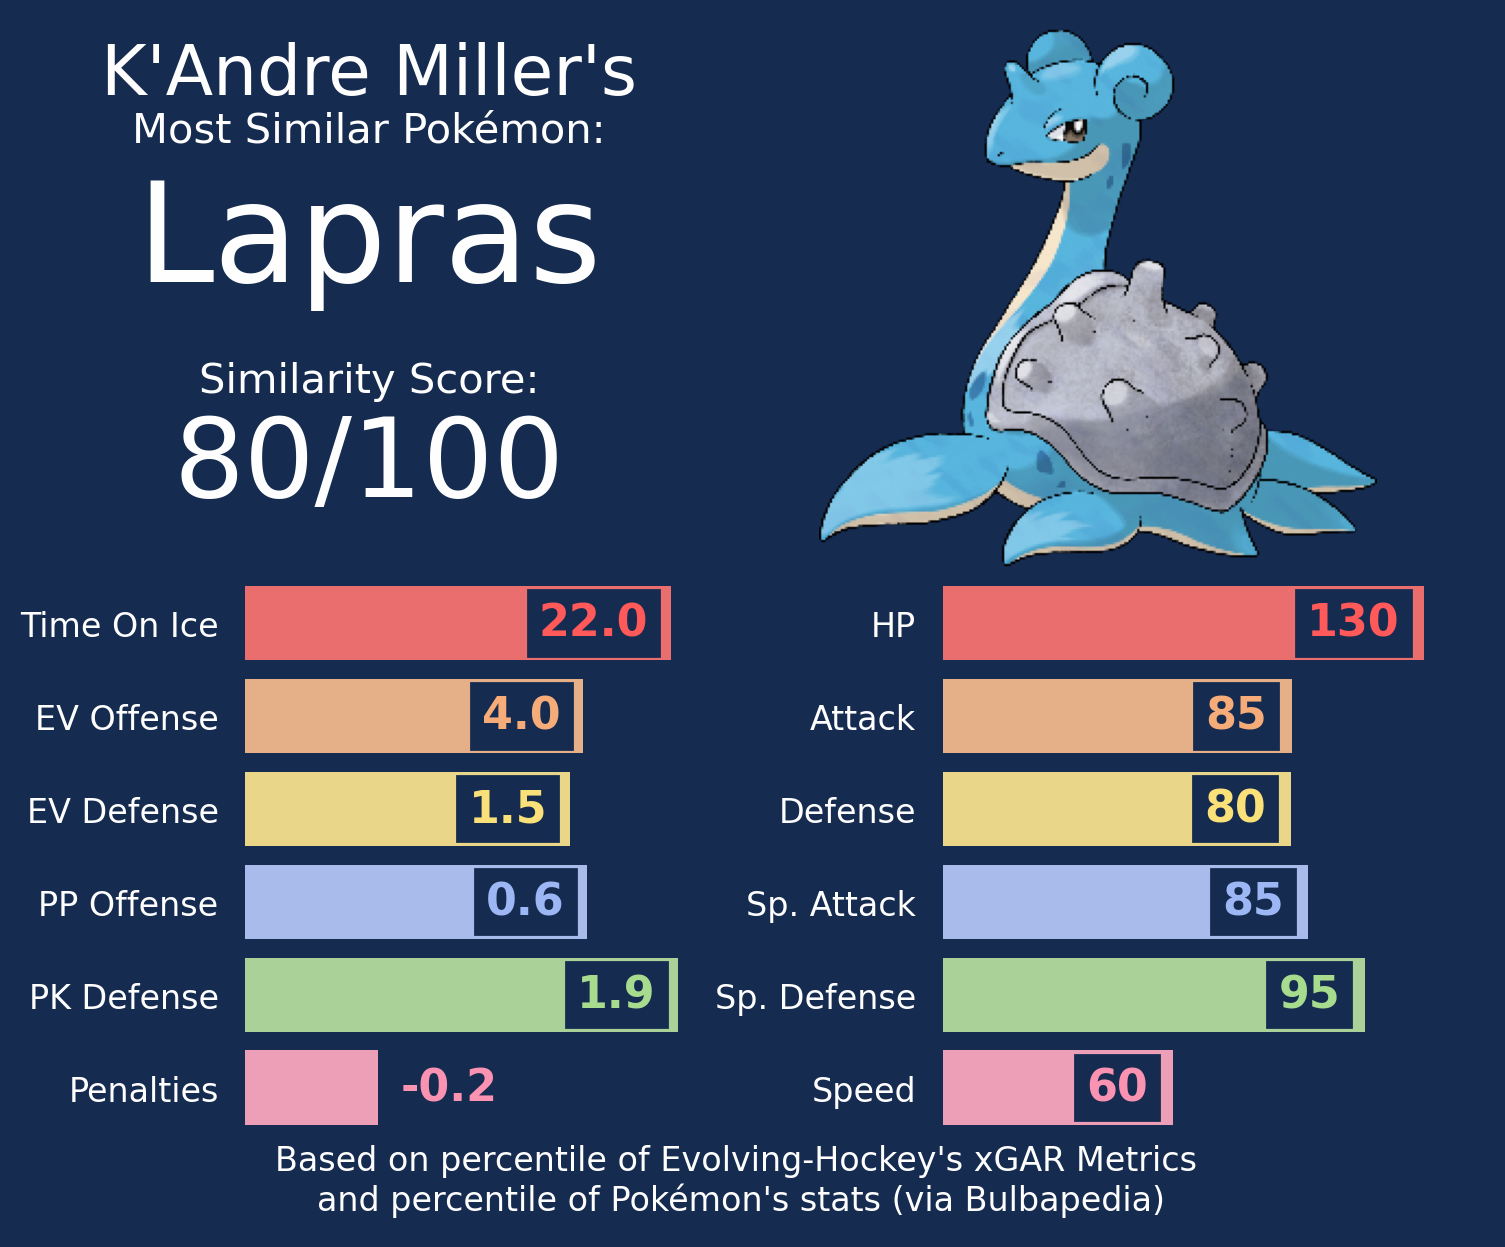 K'Andre Miller's
Most Similar Pokémon:
Lapras
Similarity Score:
80/100
Time On Ice 22.0
EV Offense 4.0
EV Defense 1.5
PP Offense 0.6
PK Defense 1.9
Penalties -0.2
HP 130
Attack 85
Defense 80
Sp. Attack 85
Sp. Defense 95
Speed 60
Based on percentile of Evolving-Hockey's xGAR Metrics
and percentile of Pokémon's stats (via Bulbapedia)